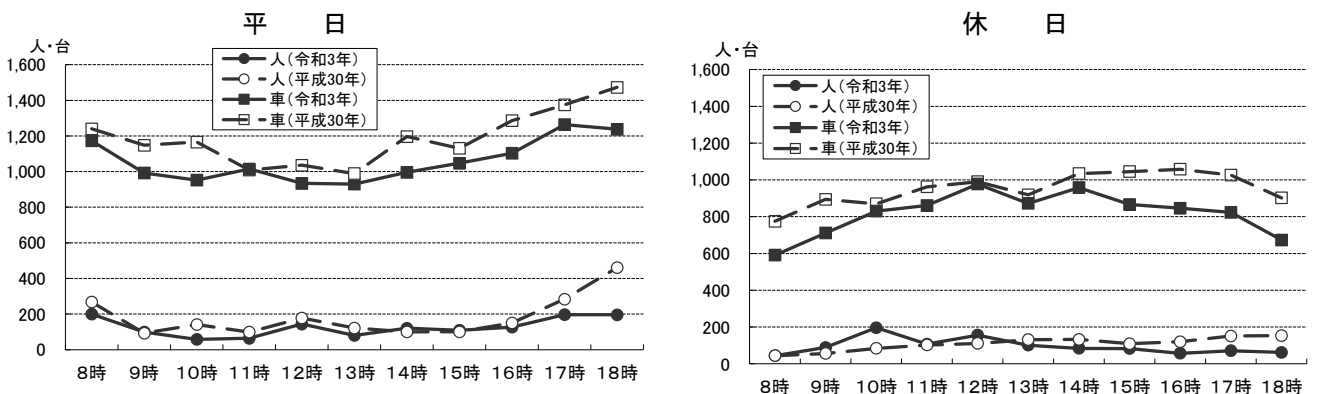 平　日
人・台
人（令和3年）
人（平成30年）
車（令和3年）
車（平成30年）
1,600
1,400
1,200
1,000
800
600
400
200
0
8時 9時 10時 11時 12時 13時 14時 15時 16時 17時 18時
休　日
人・台
人（令和3年）
人（平成30年）
車（令和3年）
車（平成30年）
1,600
1,400
1,200
1,000
800
600
400
200
0
8時 9時 10時 11時 12時 13時 14時 15時 16時 17時 18時